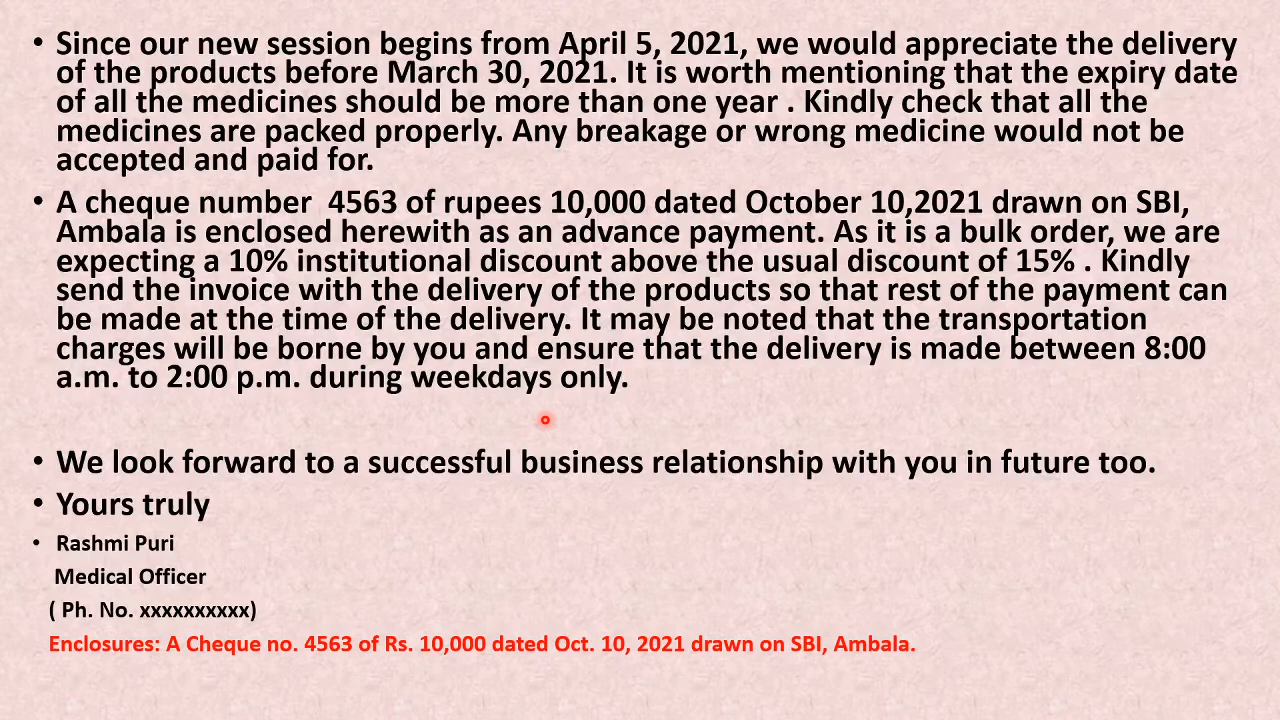 • Since our new session begins from April 5, 2021, we would appreciate the delivery
of the products before March 30, 2021. It is worth mentioning that the expiry date
of all the medicines should be more than one year . Kindly check that all the
medicines are packed properly. Any breakage or wrong medicine would not be
accepted and paid for.
• A cheque number  4563 of rupees 10,000 dated October 10,2021 drawn on SBI,
Ambala is enclosed herewith as an advance payment. As it is a bulk order, we are
expecting a 10% institutional discount above the usual discount of 15% . Kindly
send the invoice with the delivery of the products so that rest of the payment can
be made at the time of the delivery. It may be noted that the transportation
charges will be borne by you and ensure that the delivery is made between 8:00
a.m. to 2:00 p.m. during weekdays only.
• We look forward to a successful business relationship with you in future too.
• Yours truly
• Rashmi Puri
Medical Officer
( Ph. No. xxxxxxxxxx)
Enclosures: A Cheque no. 4563 of Rs. 10,000 dated Oct. 10, 2021 drawn on SBI, Ambala.